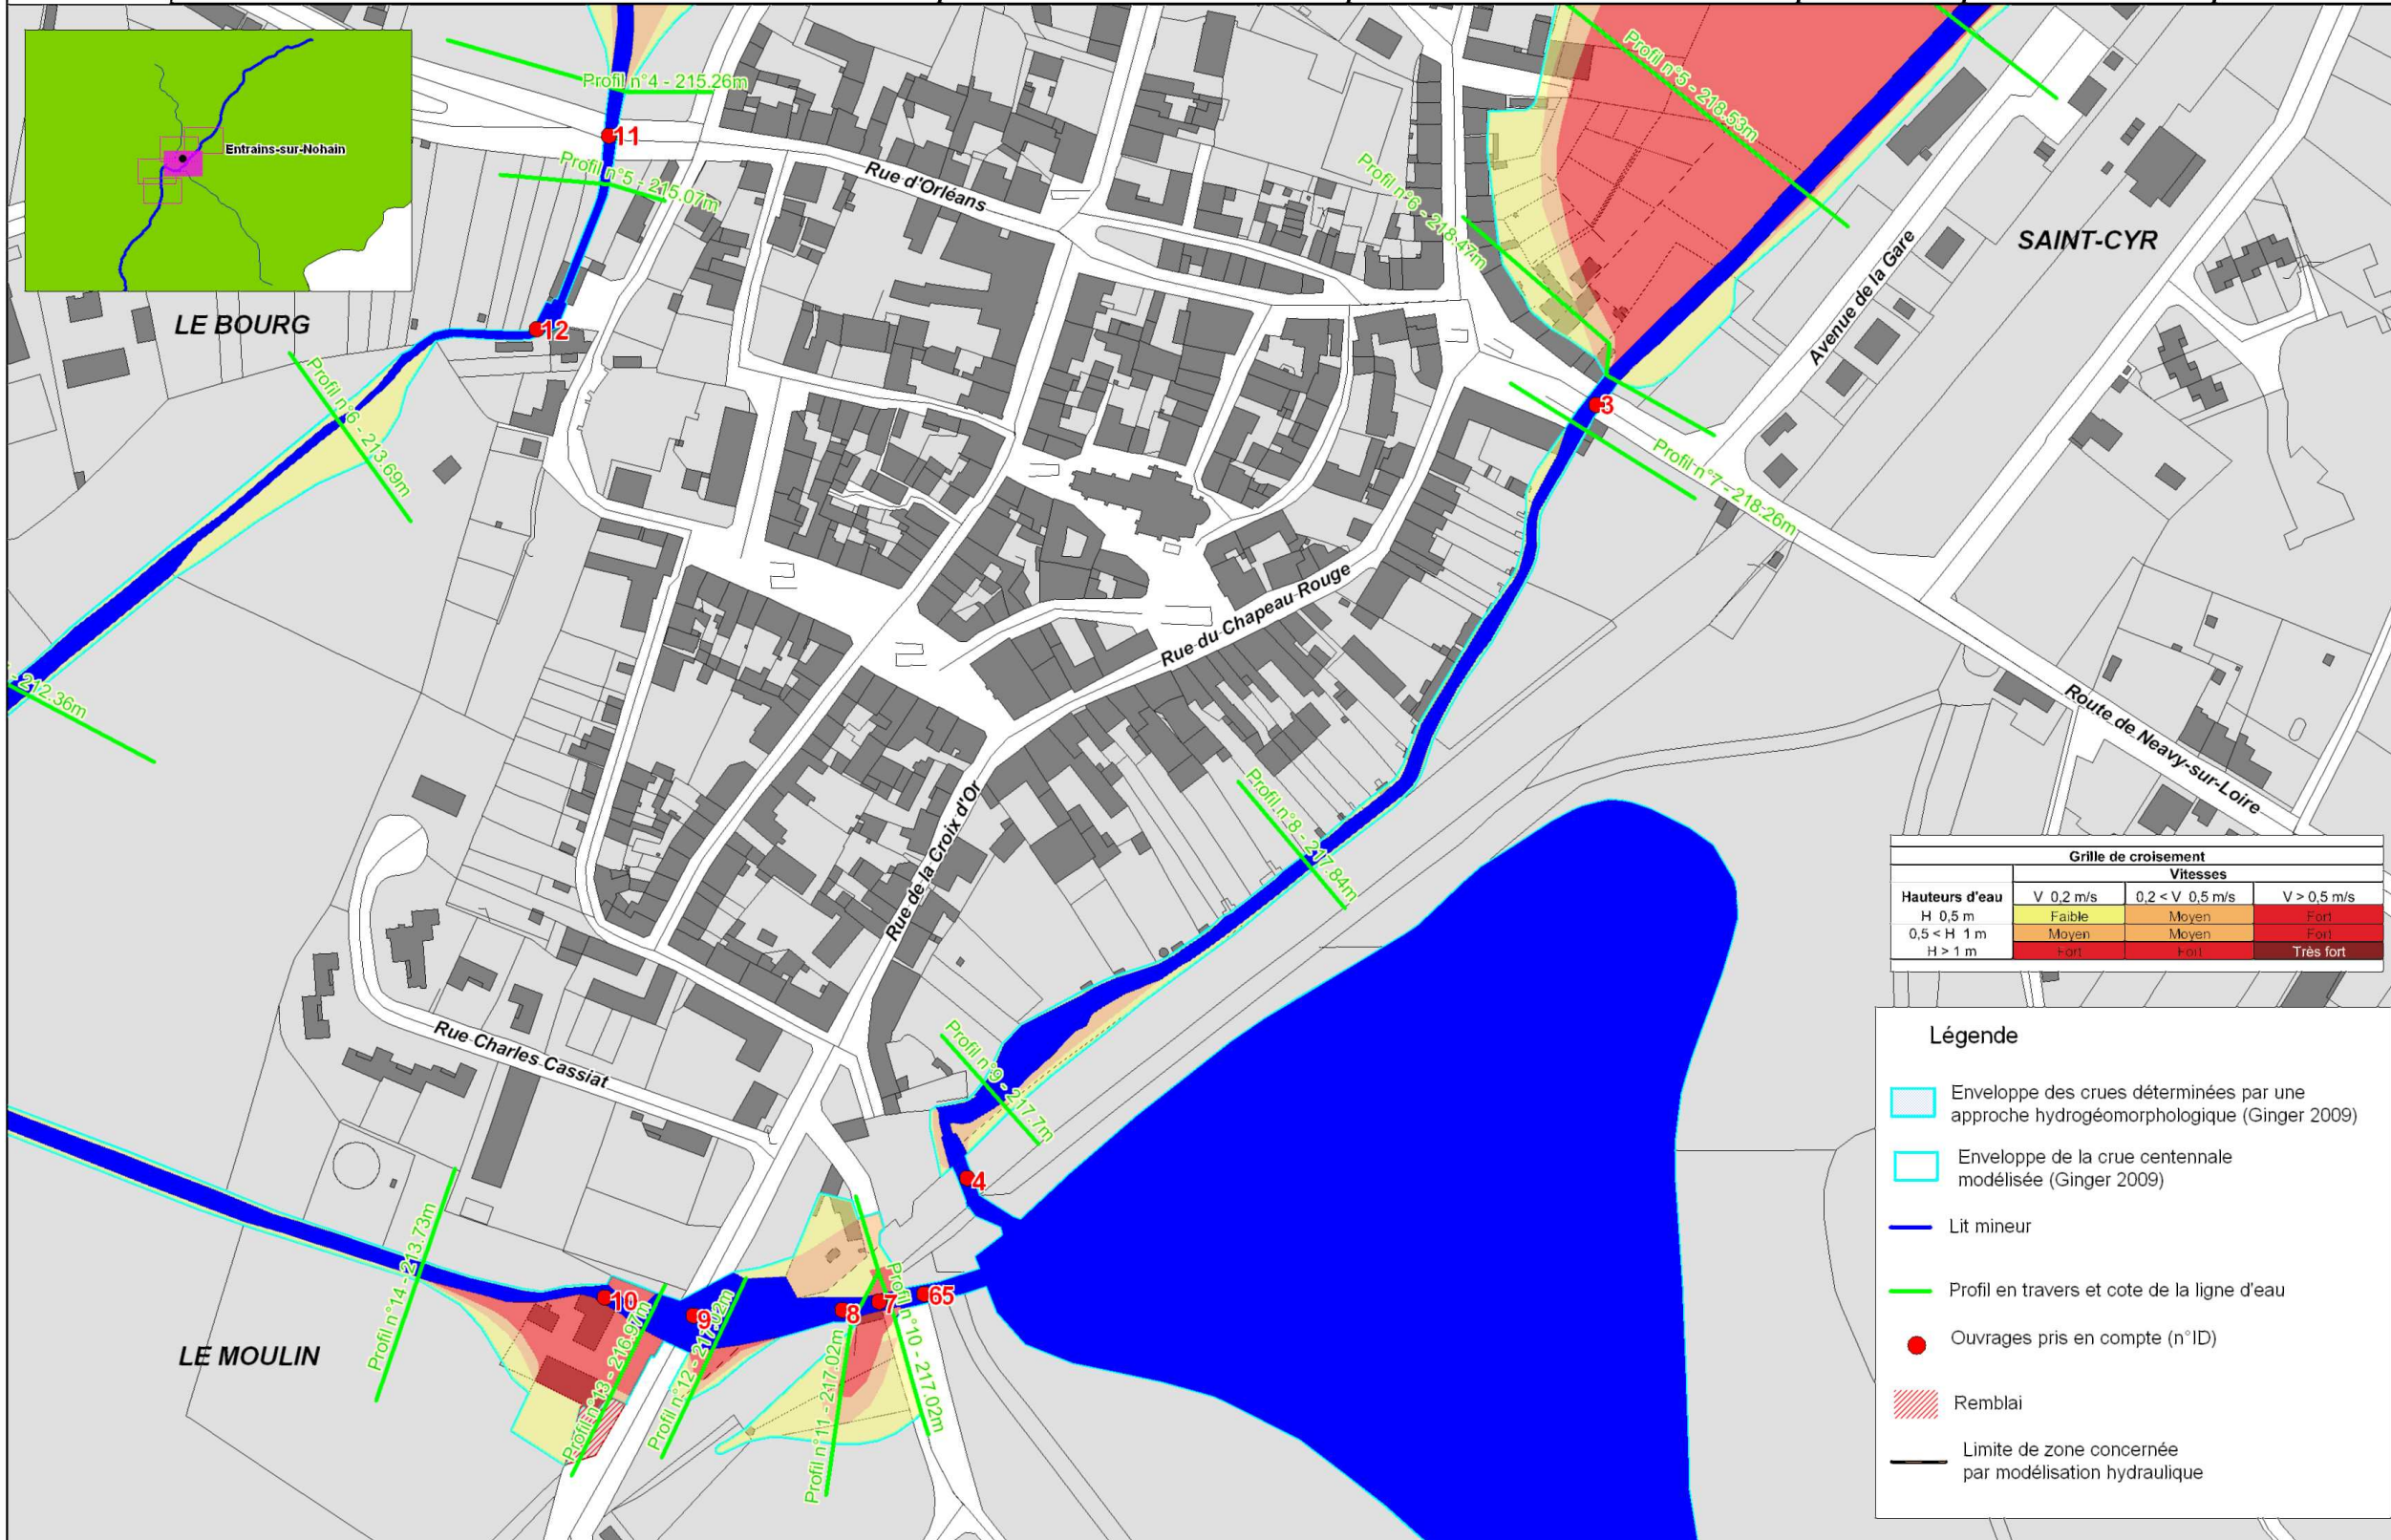 Entrains-sur-Nohain
Profil n°4 - 215.26m
11
Profil n°5 - 215.07m
Rue d'Orléans
Profil n°5 - 218.53m
Profil n°6 - 218.47m
Avenue de la Gare
SAINT-CYR
LE BOURG
12
Profil n°6 - 213.69m
3
Profil n°7 - 218.26m
Rue du Chapeau Rouge
- 212.36m
Route de Neavy-sur-Loire
Profil n°8 - 217.84m
Rue de la Croix d'Or
Grille de croisement
Vitesses
Hauteurs d'eau V 0,2 m/s 0,2 < V 0,5 m/s V > 0,5 m/s
H 0,5 m Faible Moyen Fort
0,5 < H 1 m Moyen Moyen Fort
H > 1 m Fort Fort Très fort
Rue Charles Cassiat
Profil n°9 - 217.7m
4
Profil n°14 - 213.73m
10
Profil n°13 - 216.97m
9
Profil n°12 - 217.02m
8
7
65
Profil n°11 - 217.02m
Profil n°10 - 217.02m
LE MOULIN
Légende
Enveloppe des crues déterminées par une
approche hydrogéomorphologique (Ginger 2009)
Enveloppe de la crue centennale
modélisée (Ginger 2009)
Lit mineur
Profil en travers et cote de la ligne d'eau
Ouvrages pris en compte (n°ID)
Remblai
Limite de zone concernée
par modélisation hydraulique